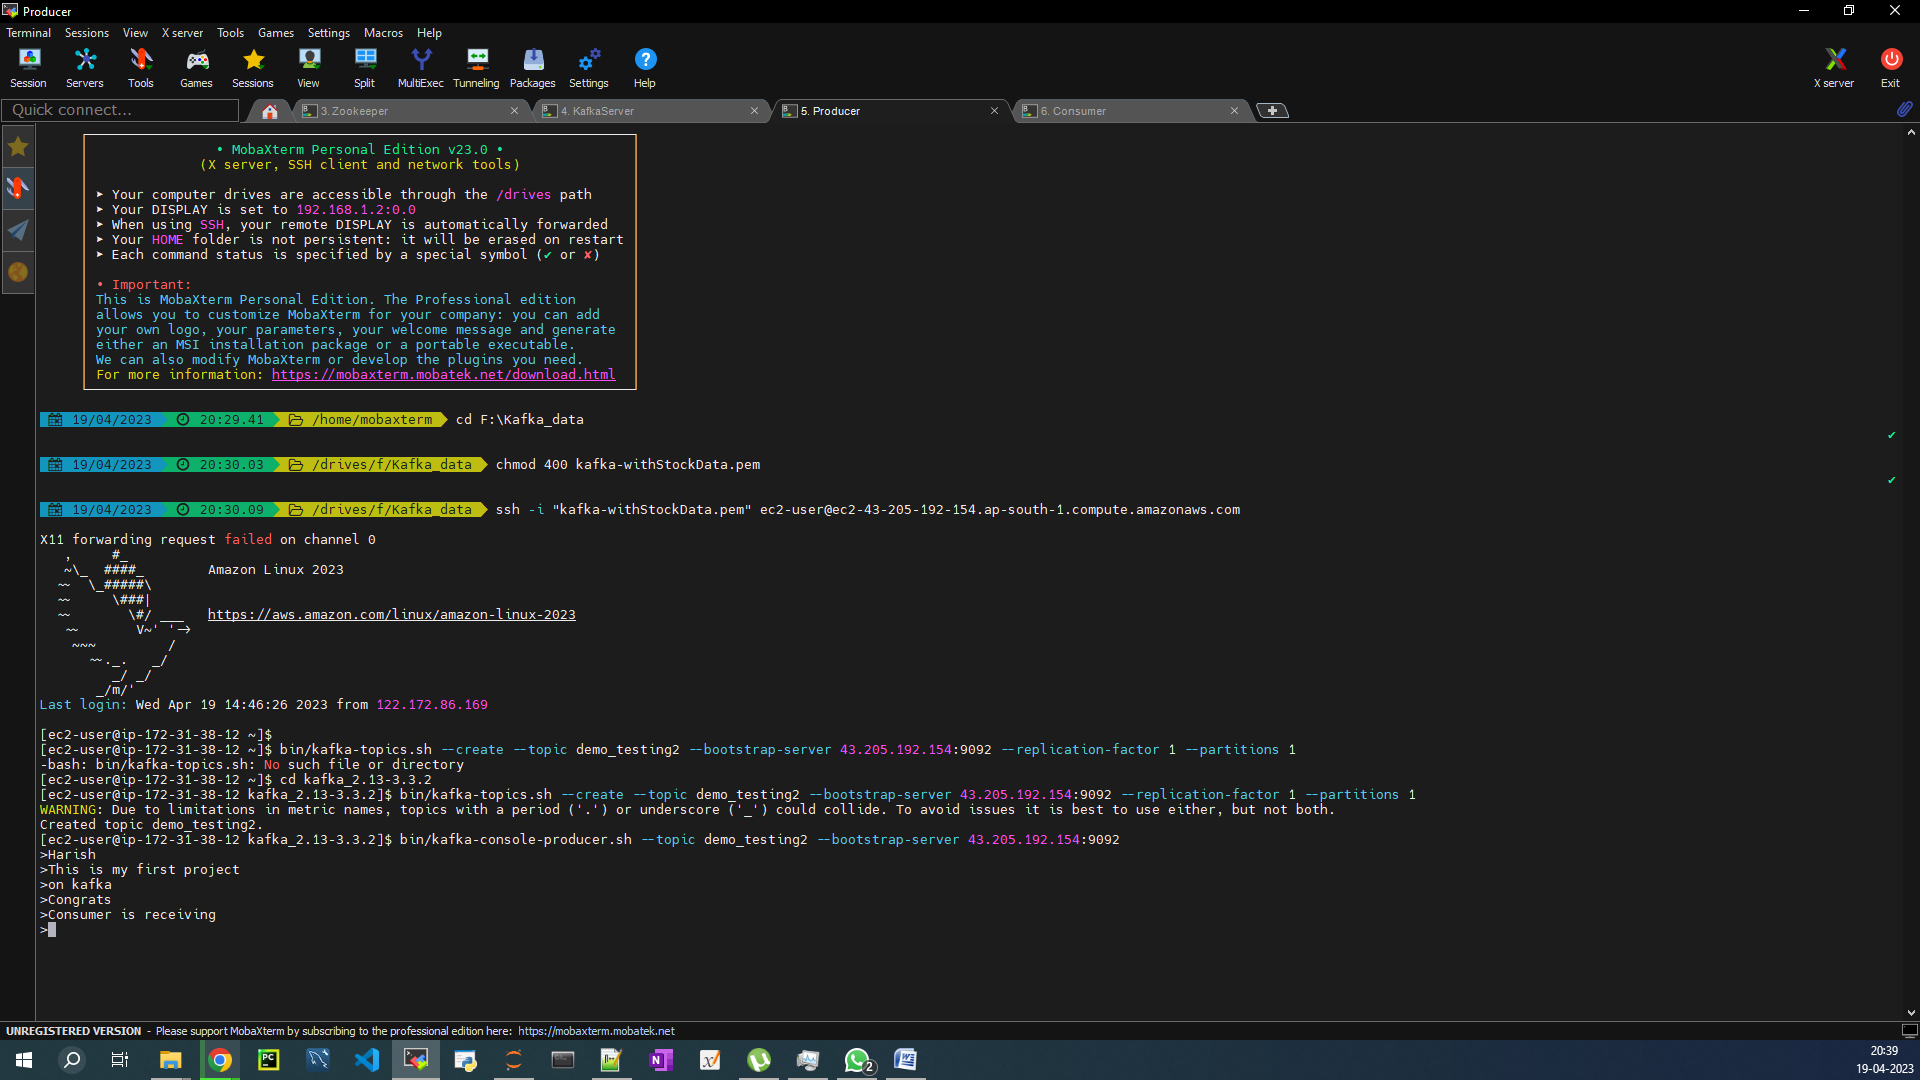 Producer
Terminal Sessions View X server Tools Games Settings Macros Help
Session Servers Tools Games Sessions View Split MultiExec Tunneling Packages Settings Help X server Exit
Quick connect... 3. Zookeeper 4. KafkaServer 5. Producer 6. Consumer
• MobaXterm Personal Edition v23.0 •
(X server, SSH client and network tools)
➤ Your computer drives are accessible through the /drives path
➤ Your DISPLAY is set to 192.168.1.2:0.0
➤ When using SSH, your remote DISPLAY is automatically forwarded
➤ Your HOME folder is not persistent: it will be erased on restart
➤ Each command status is specified by a special symbol (✔ or ✘)
• Important:
This is MobaXterm Personal Edition. The Professional edition
allows you to customize MobaXterm for your company: you can add
your own logo, your parameters, your welcome message and generate
either an MSI installation package or a portable executable.
We can also modify MobaXterm or develop the plugins you need.
For more information: https://mobaxterm.mobatek.net/download.html
19/04/2023 20:29.41 /home/mobaxterm cd F:\Kafka_data
19/04/2023 20:30.03 /drives/f/Kafka_data chmod 400 kafka-withStockData.pem
19/04/2023 20:30.09 /drives/f/Kafka_data ssh -i "kafka-withStockData.pem" ec2-user@ec2-43-205-192-154.ap-south-1.compute.amazonaws.com
X11 forwarding request failed on channel 0
   ,     #_
   ~\_  ####_        Amazon Linux 2023
  ~~  \_#####\
  ~~     \###|
  ~~       \#/ ___   https://aws.amazon.com/linux/amazon-linux-2023
   ~~       V~' '->
    ~~~         /
      ~~._.   _/
         _/ _/
       _/m/'
Last login: Wed Apr 19 14:46:26 2023 from 122.172.86.169
[ec2-user@ip-172-31-38-12 ~]$
[ec2-user@ip-172-31-38-12 ~]$ bin/kafka-topics.sh --create --topic demo_testing2 --bootstrap-server 43.205.192.154:9092 --replication-factor 1 --partitions 1
-bash: bin/kafka-topics.sh: No such file or directory
[ec2-user@ip-172-31-38-12 ~]$ cd kafka_2.13-3.3.2
[ec2-user@ip-172-31-38-12 kafka_2.13-3.3.2]$ bin/kafka-topics.sh --create --topic demo_testing2 --bootstrap-server 43.205.192.154:9092 --replication-factor 1 --partitions 1
WARNING: Due to limitations in metric names, topics with a period ('.') or underscore ('_') could collide. To avoid issues it is best to use either, but not both.
Created topic demo_testing2.
[ec2-user@ip-172-31-38-12 kafka_2.13-3.3.2]$ bin/kafka-console-producer.sh --topic demo_testing2 --bootstrap-server 43.205.192.154:9092
>Harish
>This is my first project
>on kafka
>Congrats
>Consumer is receiving
>
UNREGISTERED VERSION - Please support MobaXterm by subscribing to the professional edition here: https://mobaxterm.mobatek.net
20:39
19-04-2023